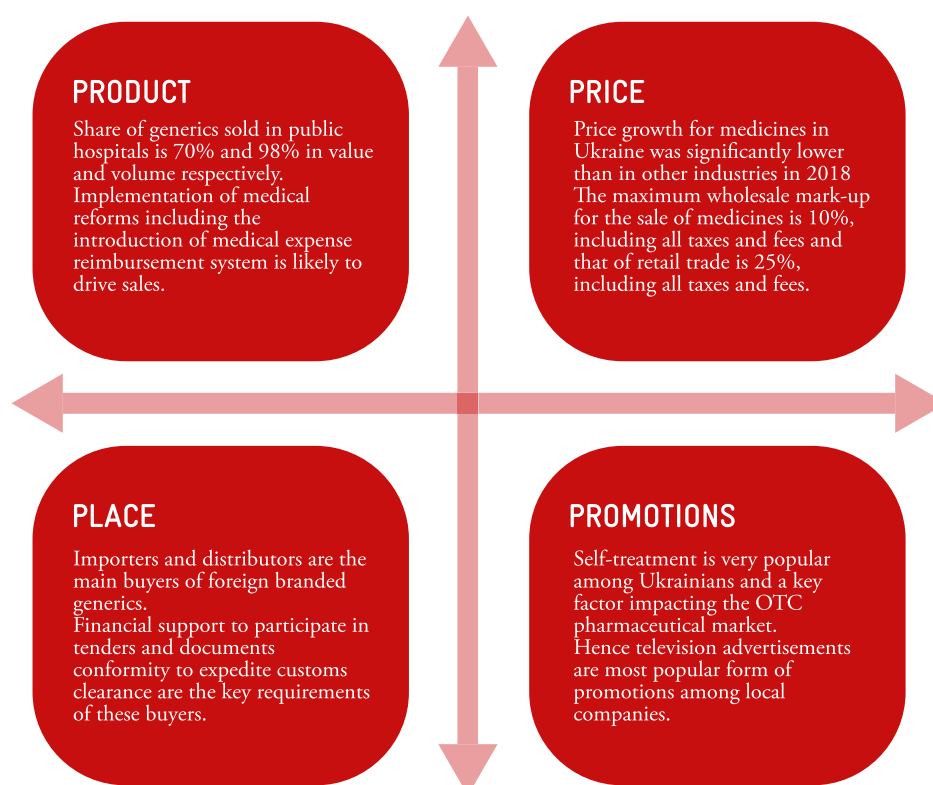 PRODUCT
Share of generics sold in public
hospitals is 70% and 98% in value
and volume respectively.
Implementation of medical
reforms including the
introduction of medical expense
reimbursement system is likely to
drive sales.
PRICE
Price growth for medicines in
Ukraine was significantly lower
than in other industries in 2018
The maximum wholesale mark-up
for the sale of medicines is 10%,
including all taxes and fees and
that of retail trade is 25%,
including all taxes and fees.
PLACE
Importers and distributors are the
main buyers of foreign branded
generics.
Financial support to participate in
tenders and documents
conformity to expedite customs
clearance are the key requirements
of these buyers.
PROMOTIONS
Self-treatment is very popular
among Ukrainians and a key
factor impacting the OTC
pharmaceutical market.
Hence television advertisements
are most popular form of
promotions among local
companies.